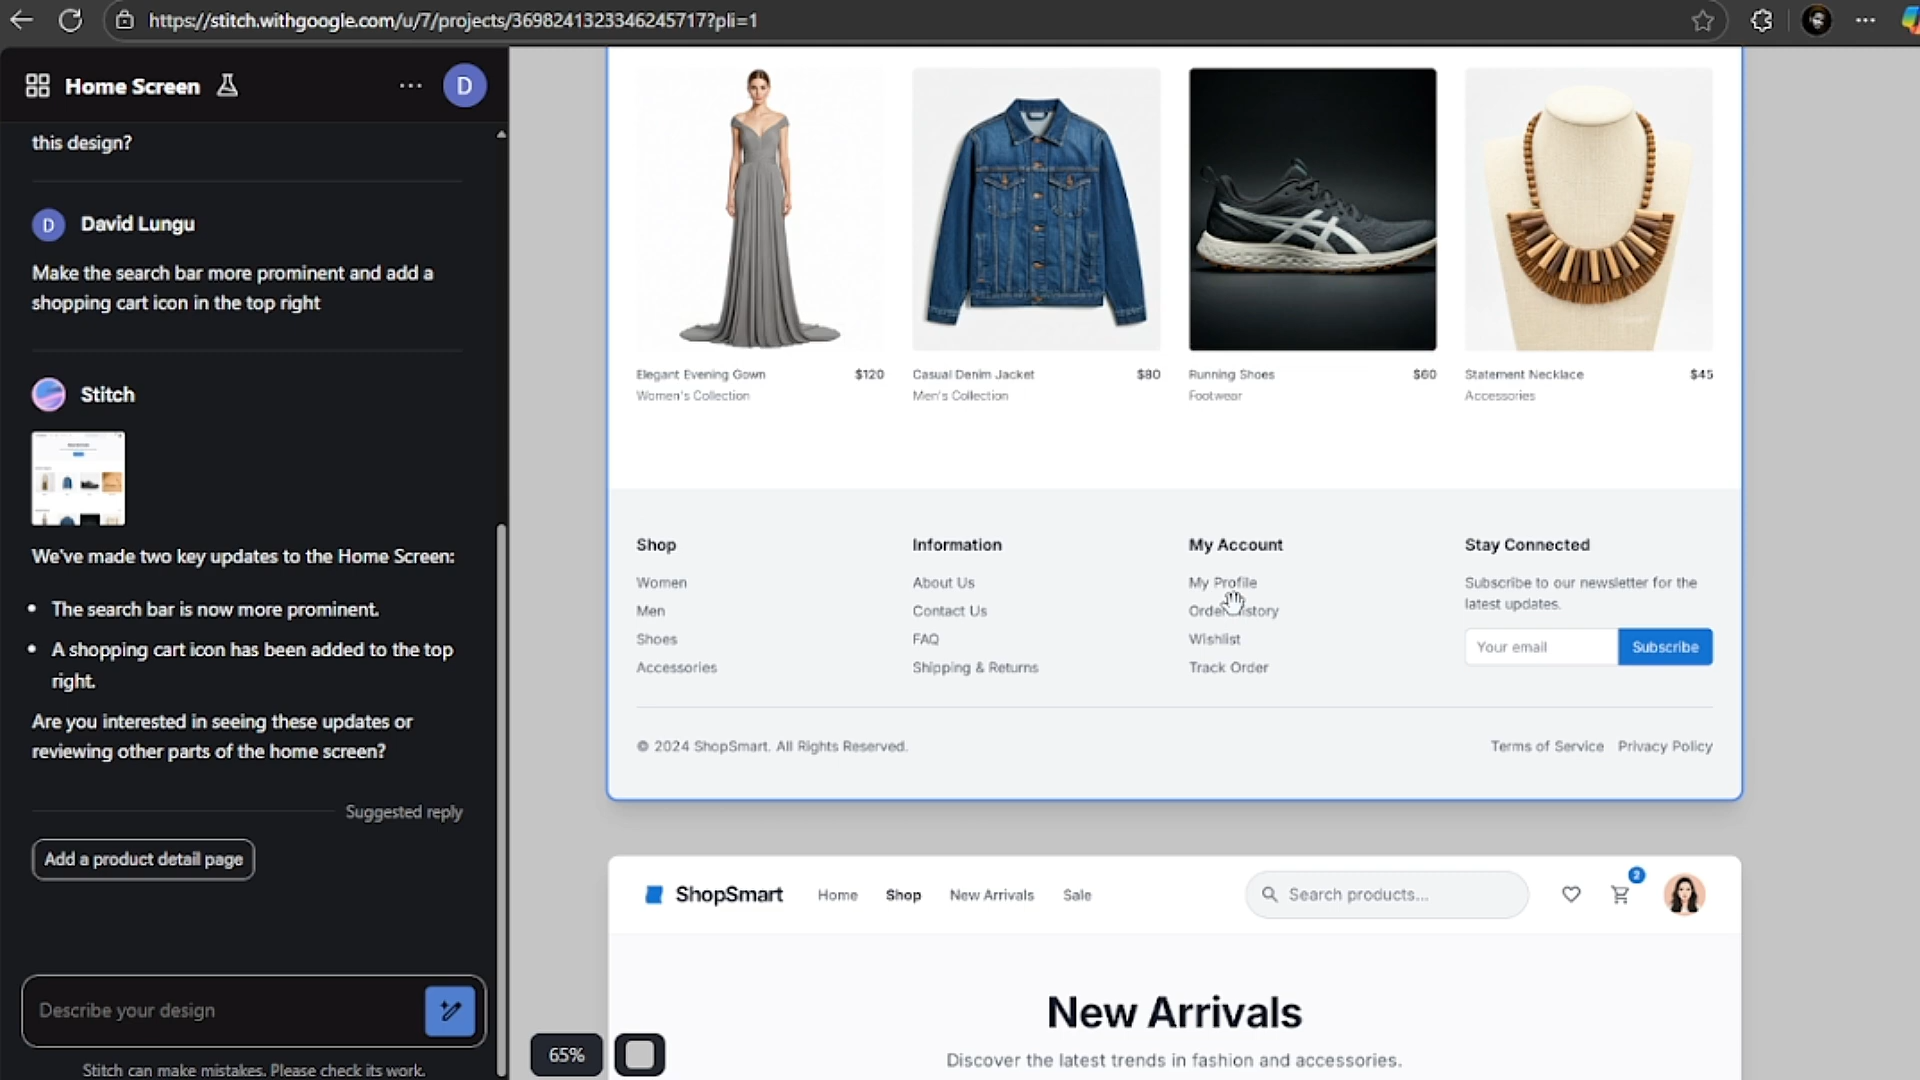 https://stitch.withgoogle.com/u/7/projects/3698241323346245717?pli=1
Home Screen
D
this design?
D
David Lungu
Make the search bar more prominent and add a
shopping cart icon in the top right
Stitch
We've made two key updates to the Home Screen:
• The search bar is now more prominent.
• A shopping cart icon has been added to the top
right.
Are you interested in seeing these updates or
reviewing other parts of the home screen?
Suggested reply
Add a product detail page
Describe your design
Stitch can make mistakes. Please check its work.
Elegant Evening Gown $120
Women's Collection
Casual Denim Jacket $80
Men's Collection
Running Shoes $60
Footwear
Statement Necklace $45
Accessories
Shop
Women
Men
Shoes
Accessories
Information
About Us
Contact Us
FAQ
Shipping & Returns
My Account
My Profile
Order History
Wishlist
Track Order
Stay Connected
Subscribe to our newsletter for the
latest updates.
Your email
Subscribe
© 2024 ShopSmart. All Rights Reserved.
Terms of Service Privacy Policy
ShopSmart Home Shop New Arrivals Sale
Search products...
2
New Arrivals
Discover the latest trends in fashion and accessories.
65%